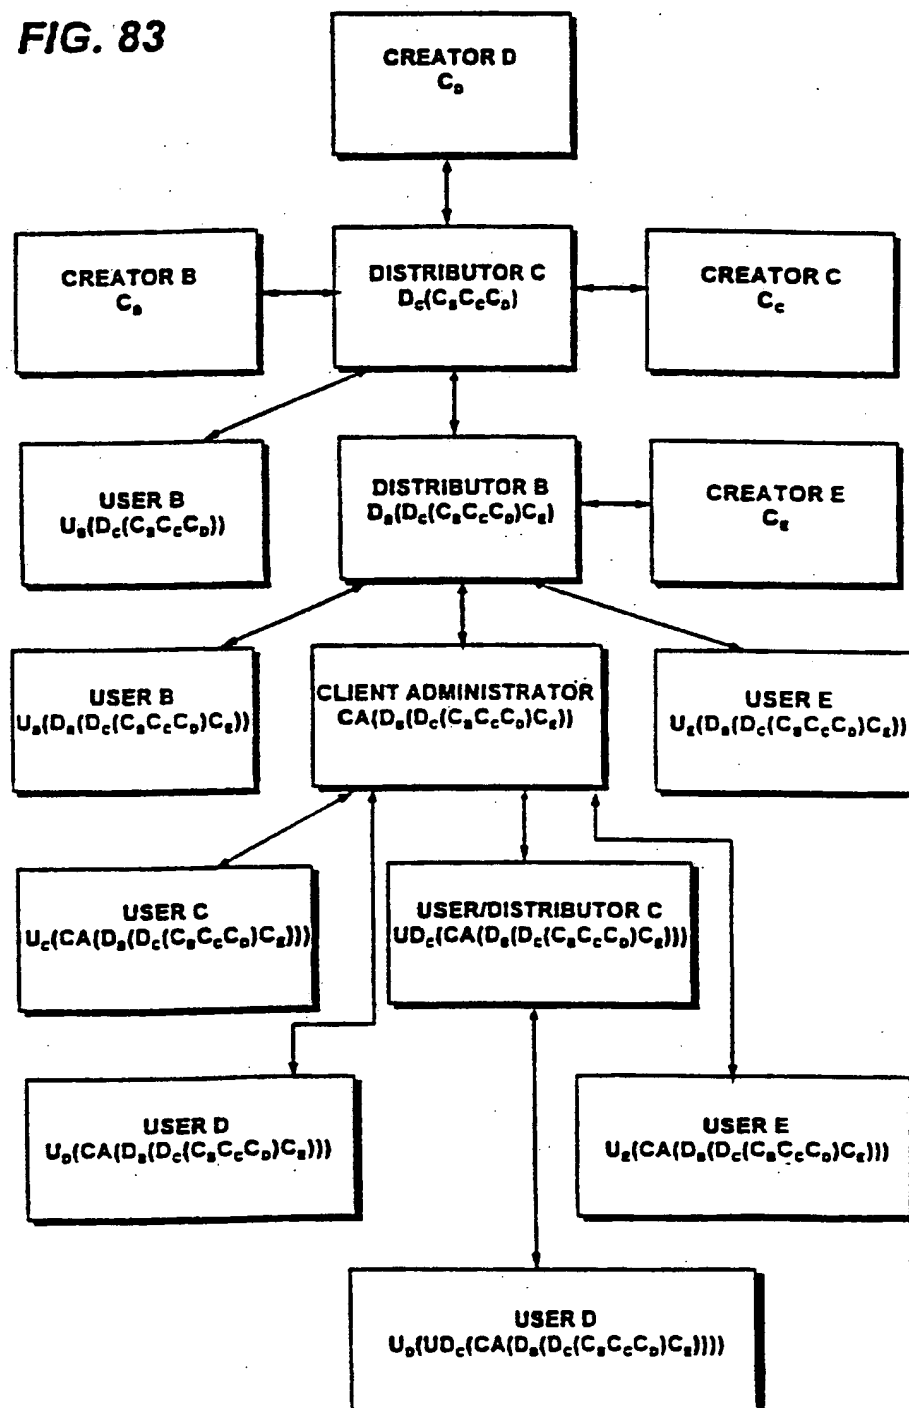 FIG. 83
CREATOR D
C_D
CREATOR B
C_B
DISTRIBUTOR C
D_C(C_BC_CC_D)
CREATOR C
C_C
USER B
U_B(D_C(C_BC_CC_D))
DISTRIBUTOR B
D_B(D_C(C_BC_CC_D)C_E)
CREATOR E
C_E
USER B
U_B(D_B(D_C(C_BC_CC_D)C_E))
CLIENT ADMINISTRATOR
CA(D_B(D_C(C_BC_CC_D)C_E))
USER E
U_E(D_B(D_C(C_BC_CC_D)C_E))
USER C
U_C(CA(D_B(D_C(C_BC_CC_D)C_E)))
USER/DISTRIBUTOR C
UD_C(CA(D_B(D_C(C_BC_CC_D)C_E)))
USER D
U_D(CA(D_B(D_C(C_BC_CC_D)C_E)))
USER E
U_E(CA(D_B(D_C(C_BC_CC_D)C_E)))
USER D
U_D(UD_C(CA(D_B(D_C(C_BC_CC_D)C_E))))